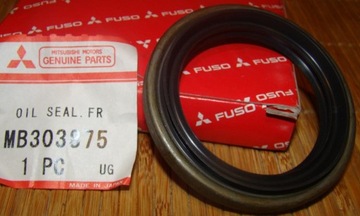 MITSUBISHI MOTORS
GENUINE PARTS
OIL SEAL.FR
MB303875
1 PC UG
MADE IN JAPAN
FUSO
FUSO
FUSO
FUSO
FUSO